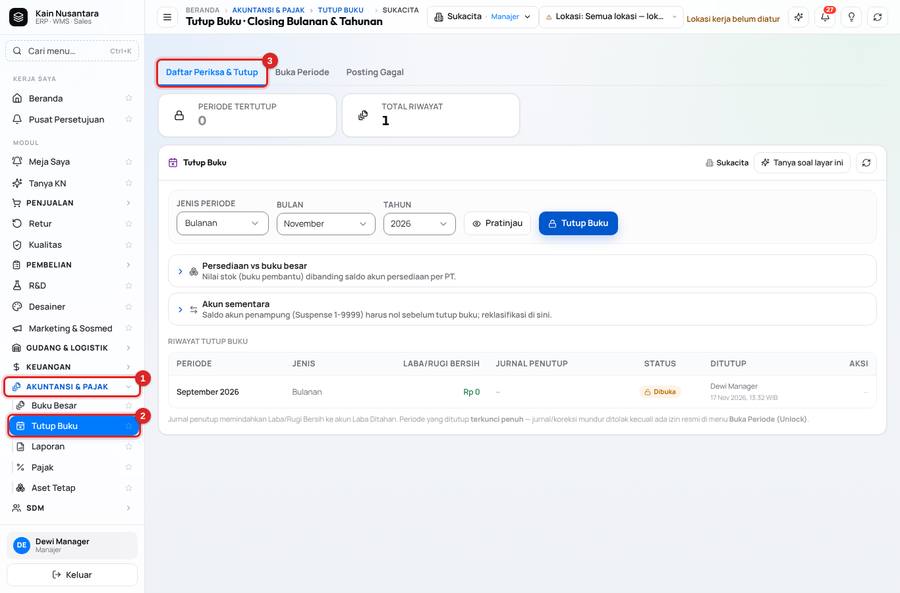 Kain Nusantara
ERP · WMS · Sales
Cari menu... Ctrl+K
KERJA SAYA
Beranda
Pusat Persetujuan
MODUL
Meja Saya
Tanya KN
PENJUALAN
Retur
Kualitas
PEMBELIAN
R&D
Desainer
Marketing & Sosmed
GUDANG & LOGISTIK
KEUANGAN
AKUNTANSI & PAJAK
1
Buku Besar
2
Tutup Buku
Laporan
Pajak
Aset Tetap
SDM
DE
Dewi Manager
Manajer
Keluar
BERANDA › AKUNTANSI & PAJAK › TUTUP BUKU › SUKACITA
Tutup Buku · Closing Bulanan & Tahunan
Sukacita · Manajer
Lokasi: Semua lokasi — lok...
Lokasi kerja belum diatur
27
3
Daftar Periksa & Tutup Buka Periode Posting Gagal
PERIODE TERTUTUP
0
TOTAL RIWAYAT
1
Tutup Buku
Sukacita
Tanya soal layar ini
JENIS PERIODE BULAN TAHUN
Bulanan November 2026 Pratinjau Tutup Buku
Persediaan vs buku besar
Nilai stok (buku pembantu) dibanding saldo akun persediaan per PT.
Akun sementara
Saldo akun penampung (Suspense 1-9999) harus nol sebelum tutup buku; reklasifikasi di sini.
RIWAYAT TUTUP BUKU
PERIODE JENIS LABA/RUGI BERSIH JURNAL PENUTUP STATUS DITUTUP AKSI
September 2026 Bulanan Rp 0 – Dibuka Dewi Manager –
17 Nov 2026, 13.32 WIB
Jurnal penutup memindahkan Laba/Rugi Bersih ke akun Laba Ditahan. Periode yang ditutup terkunci penuh — jurnal/koreksi mundur ditolak kecuali ada izin resmi di menu Buka Periode (Unlock).